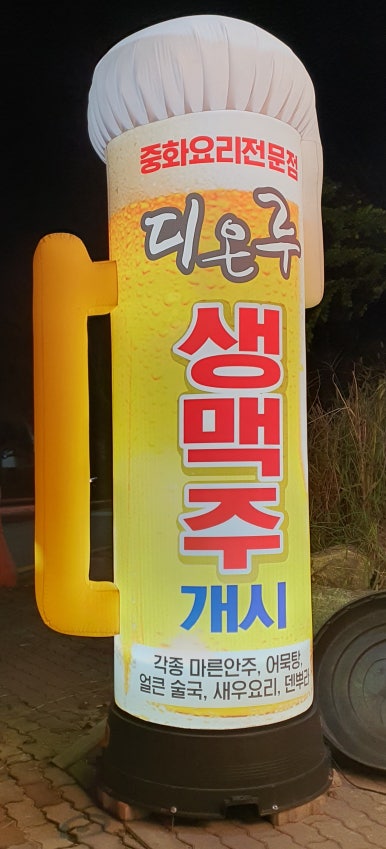 중화요리전문점
디온루
생맥주
개시
각종 마른안주, 어묵탕,
얼큰 술국, 새우요리, 덴뿌라